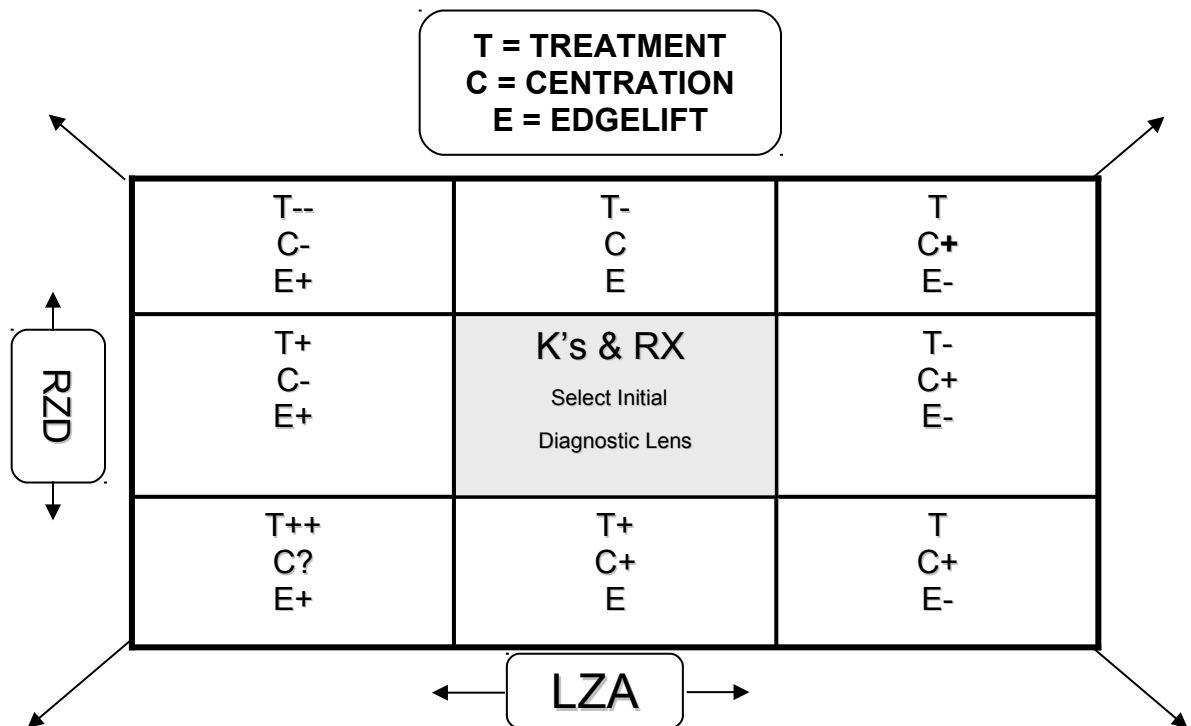 T = TREATMENT
C = CENTRATION
E = EDGELIFT
T--
C-
E+
T-
C
E
T
C+
E-
RZD
T+
C-
E+
K's & RX
Select Initial
Diagnostic Lens
T-
C+
E-
T++
C?
E+
T+
C+
E
T
C+
E-
LZA